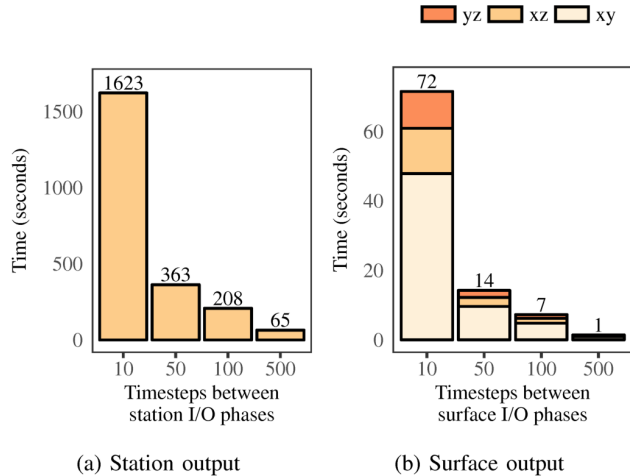 yz xz xy
1623
363
208
65
1500
1000
500
0
Time (seconds)
10 50 100 500
Timesteps between
station I/O phases
(a) Station output
72
14
7
1
60
40
20
0
Time (seconds)
10 50 100 500
Timesteps between
surface I/O phases
(b) Surface output